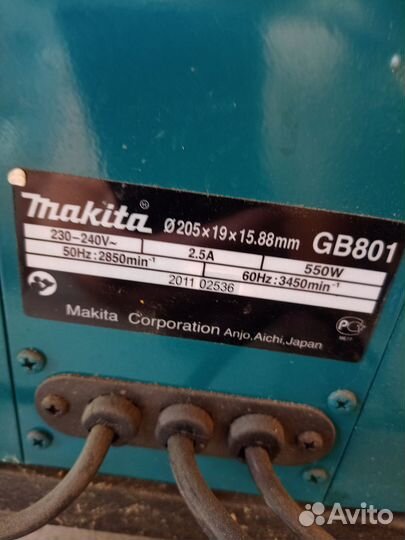 makita® Ø205×19×15.88mm GB801
230-240V~ 2.5A 550W
50Hz:2850min⁻¹ 60Hz:3450min⁻¹
2011 02536
Makita Corporation Anjo,Aichi,Japan
Avito